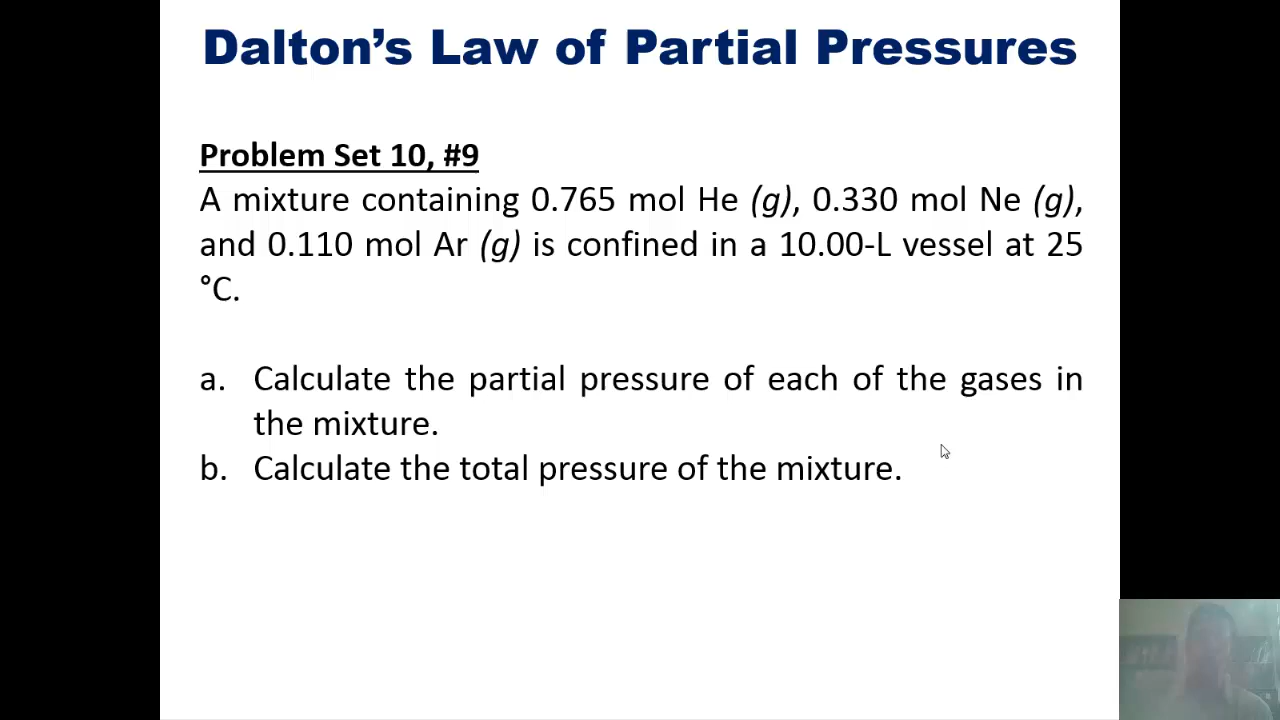 Dalton’s Law of Partial Pressures
Problem Set 10, #9
A mixture containing 0.765 mol He (g), 0.330 mol Ne (g),
and 0.110 mol Ar (g) is confined in a 10.00-L vessel at 25
°C.
a. Calculate the partial pressure of each of the gases in
the mixture.
b. Calculate the total pressure of the mixture.